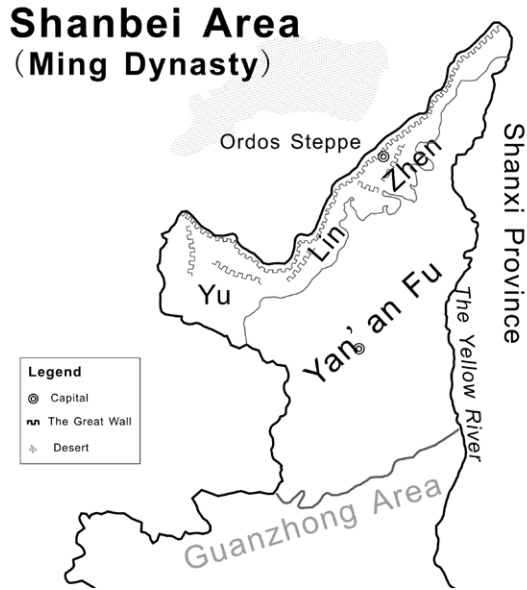 Shanbei Area
（Ming Dynasty）
Ordos Steppe
Shanxi Province
Yu Lin Zhen
Yan’ an Fu
The Yellow River
Legend
Capital
The Great Wall
Desert
Guanzhong Area